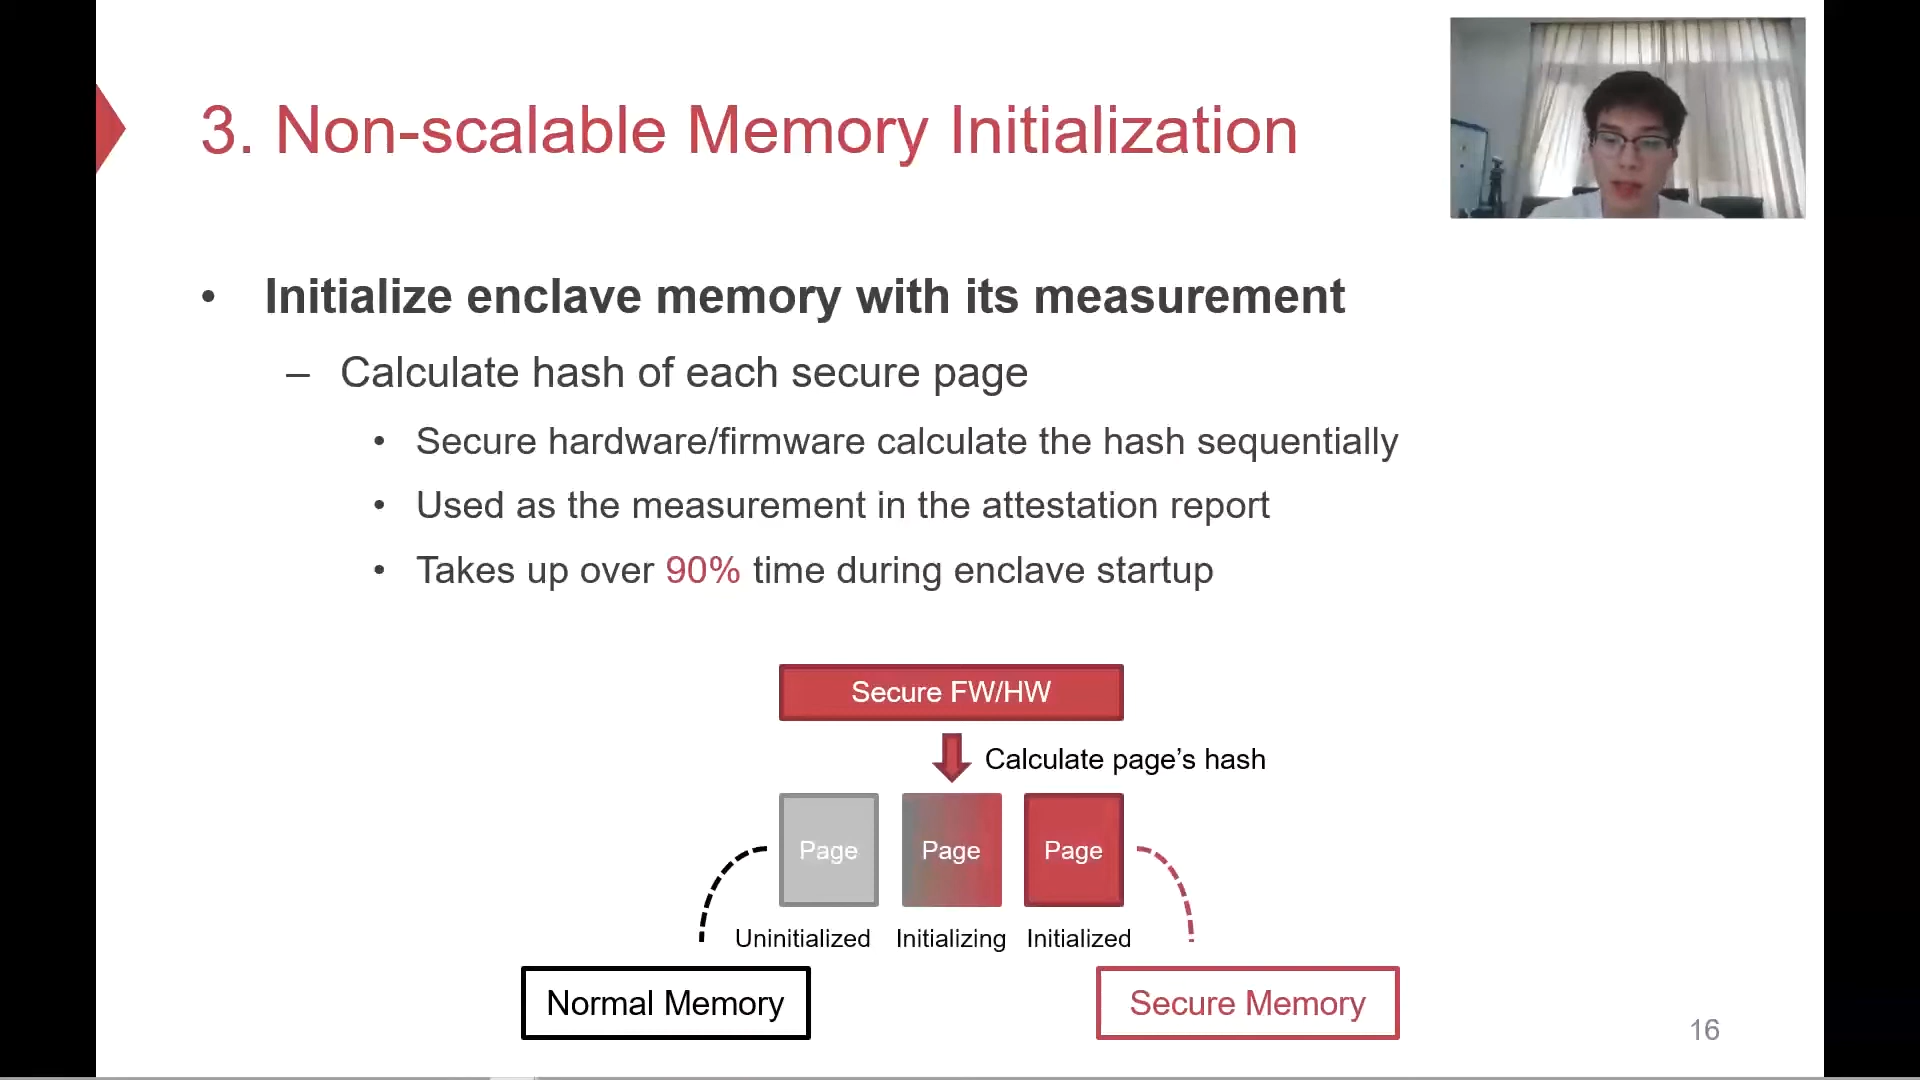 3. Non-scalable Memory Initialization
• Initialize enclave memory with its measurement
– Calculate hash of each secure page
• Secure hardware/firmware calculate the hash sequentially
• Used as the measurement in the attestation report
• Takes up over 90% time during enclave startup
Secure FW/HW
Calculate page’s hash
Page Page Page
Uninitialized Initializing Initialized
Normal Memory Secure Memory
16